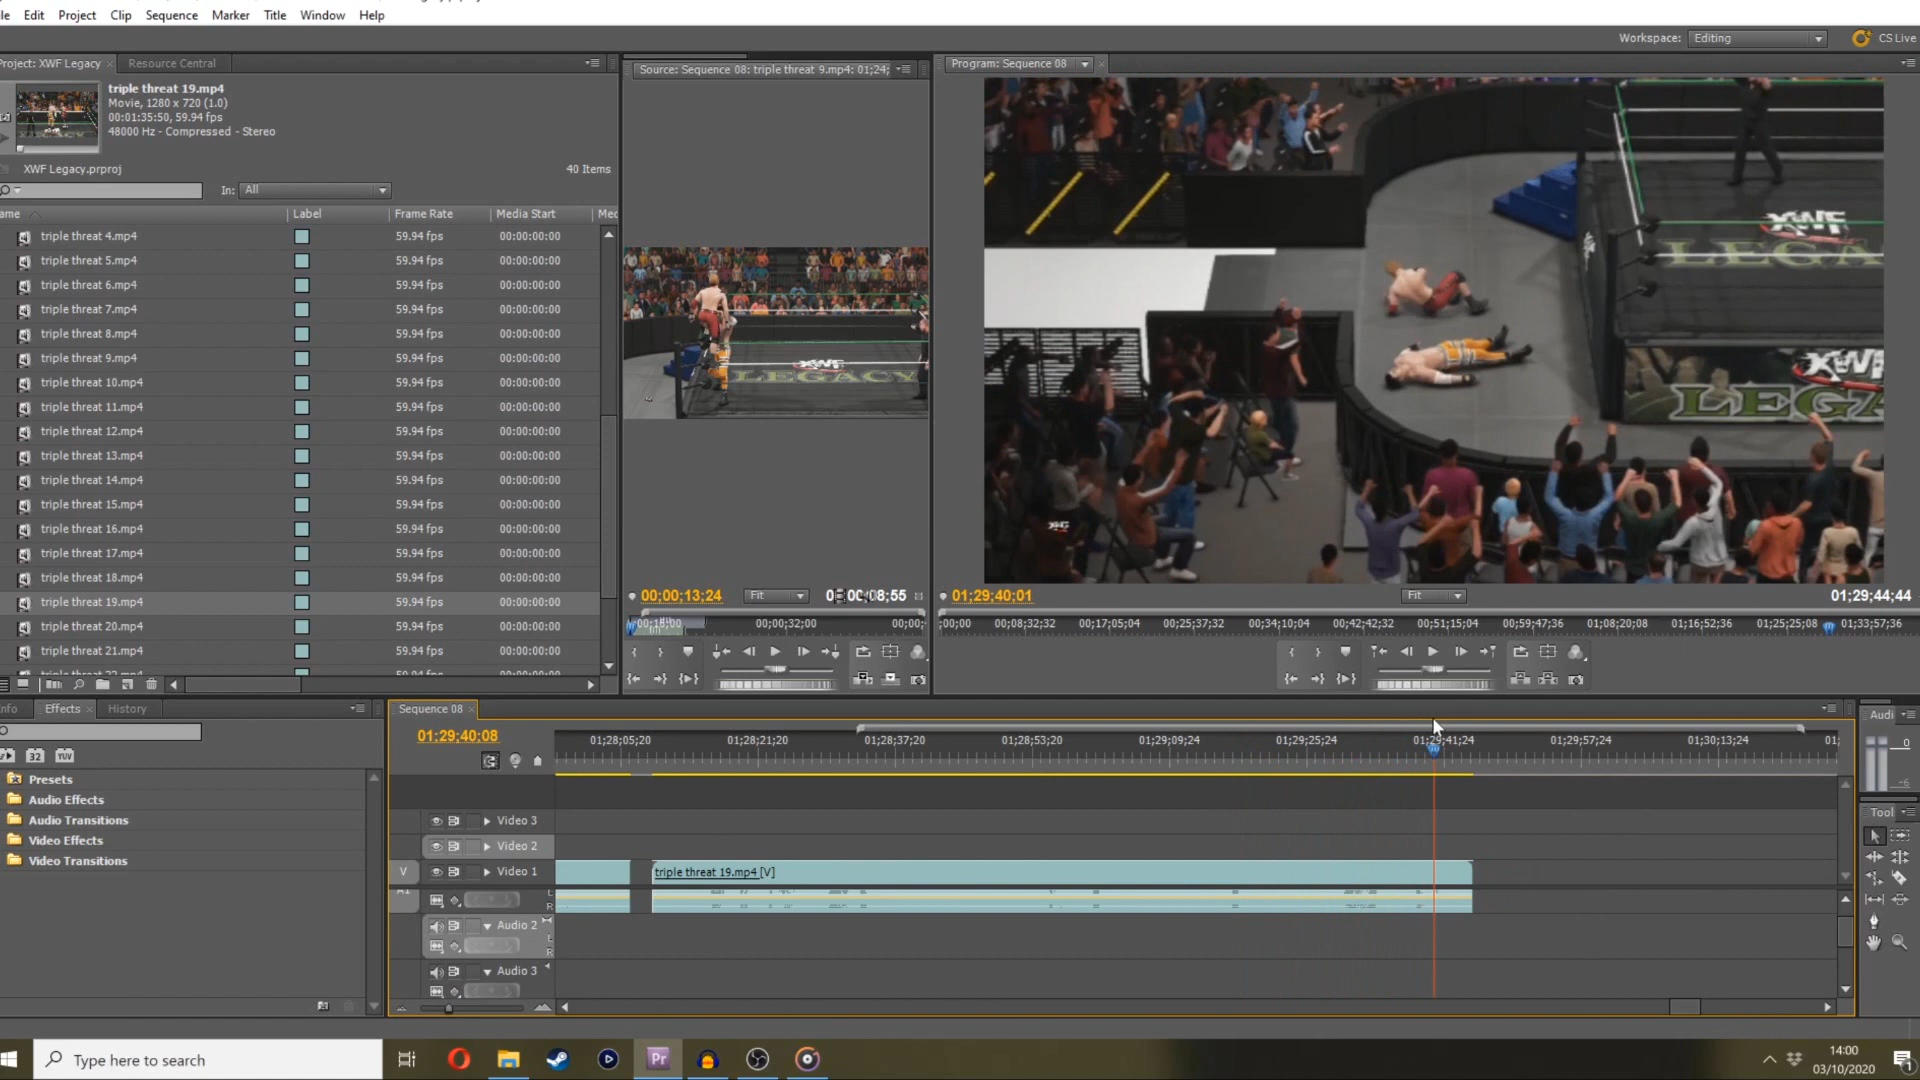 Edit Project Clip Sequence Marker Title Window Help
Workspace: Editing CS Live
Project: XWF Legacy Resource Central
triple threat 19.mp4
Movie, 1280 x 720 (1.0)
00:01:35:50, 59.94 fps
48000 Hz - Compressed - Stereo
XWF Legacy.prproj 40 Items
In: All
Label Frame Rate Media Start
triple threat 4.mp4 59.94 fps 00:00:00:00
triple threat 5.mp4 59.94 fps 00:00:00:00
triple threat 6.mp4 59.94 fps 00:00:00:00
triple threat 7.mp4 59.94 fps 00:00:00:00
triple threat 8.mp4 59.94 fps 00:00:00:00
triple threat 9.mp4 59.94 fps 00:00:00:00
triple threat 10.mp4 59.94 fps 00:00:00:00
triple threat 11.mp4 59.94 fps 00:00:00:00
triple threat 12.mp4 59.94 fps 00:00:00:00
triple threat 13.mp4 59.94 fps 00:00:00:00
triple threat 14.mp4 59.94 fps 00:00:00:00
triple threat 15.mp4 59.94 fps 00:00:00:00
triple threat 16.mp4 59.94 fps 00:00:00:00
triple threat 17.mp4 59.94 fps 00:00:00:00
triple threat 18.mp4 59.94 fps 00:00:00:00
triple threat 19.mp4 59.94 fps 00:00:00:00
triple threat 20.mp4 59.94 fps 00:00:00:00
triple threat 21.mp4 59.94 fps 00:00:00:00
Source: Sequence 08: triple threat 9.mp4: 01;24;
XWF
LEGACY
00;00;13;24 Fit
00;00;32;00 00;00;
Program: Sequence 08
XWF
LEGA
XWF
LEGA
01;29;40;01 Fit 01;29;44;44
;00;00 00;08;32;32 00;17;05;04 00;25;37;32 00;34;10;04 00;42;42;32 00;51;15;04 00;59;47;36 01;08;20;08 01;16;52;36 01;25;25;08 01;33;57;36
Info Effects History
32 YUV
Presets
Audio Effects
Audio Transitions
Video Effects
Video Transitions
Sequence 08
01;29;40;08
01;28;05;20 01;28;21;20 01;28;37;20 01;28;53;20 01;29;09;24 01;29;25;24 01;29;41;24 01;29;57;24 01;30;13;24 01;
Video 3
Video 2
V Video 1 triple threat 19.mp4 [V]
A1 L
R
Audio 2 L
R
Audio 3
Audi
0
-6
Tool
Type here to search
Pr
14:00
03/10/2020
1